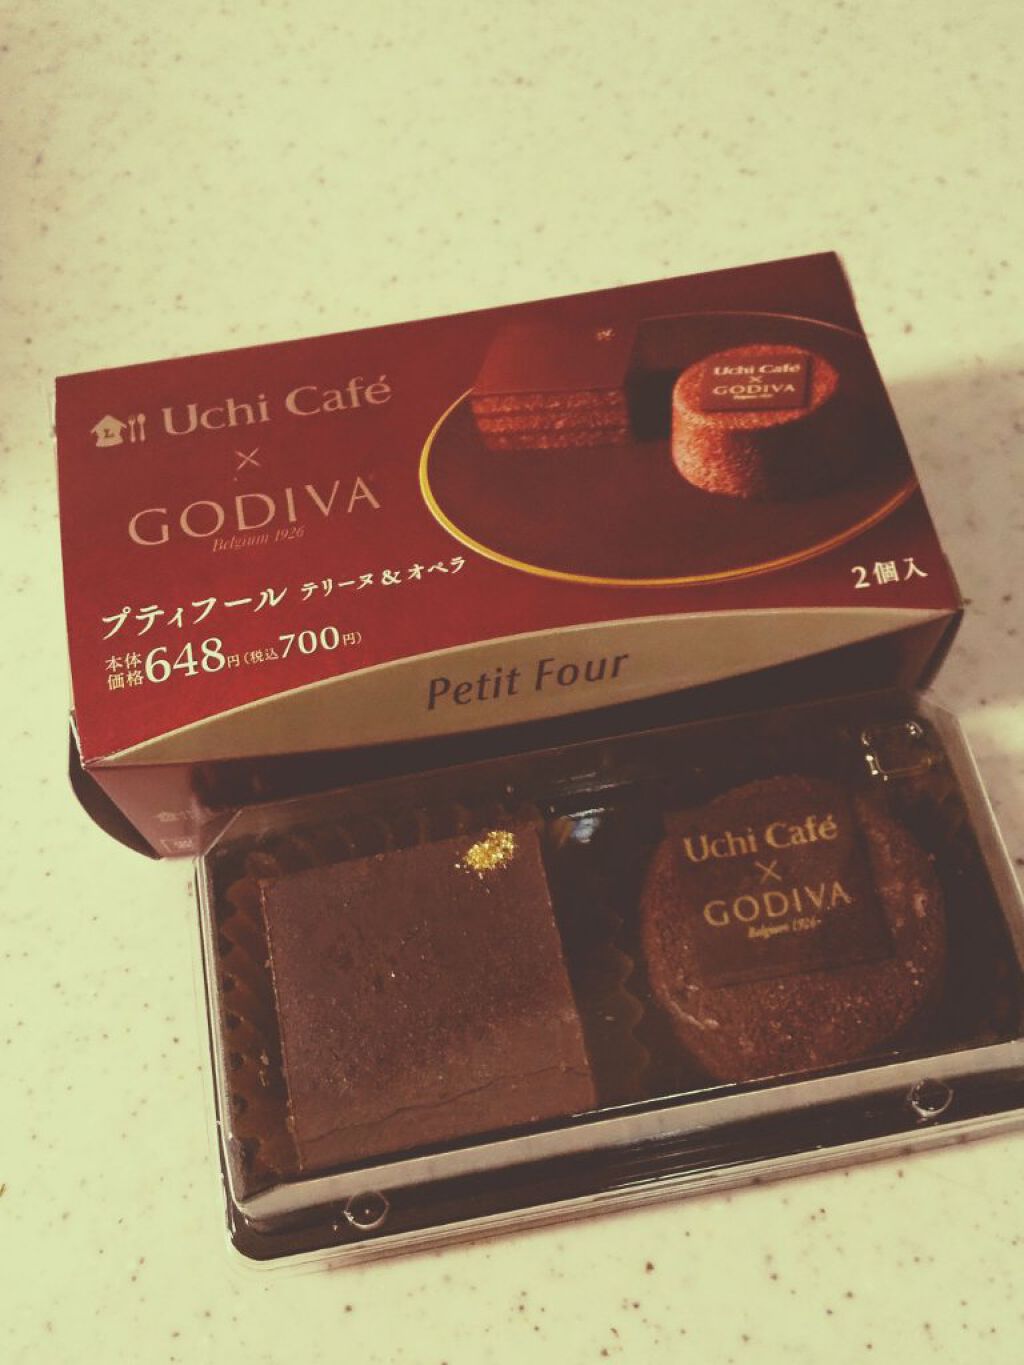 Uchi Café
×
GODIVA
Belgium 1926
プティフール テリーヌ&オペラ
本体価格648円(税込700円)
2個入
Uchi Café
×
GODIVA
Petit Four
Uchi Café
×
GODIVA
Belgium 1926